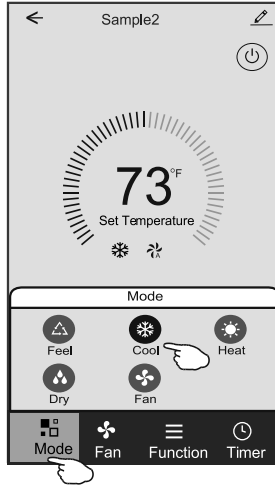 Sample2
73°F
Set Temperature
A
Mode
Feel Cool Heat
Dry Fan
Mode Fan Function Timer